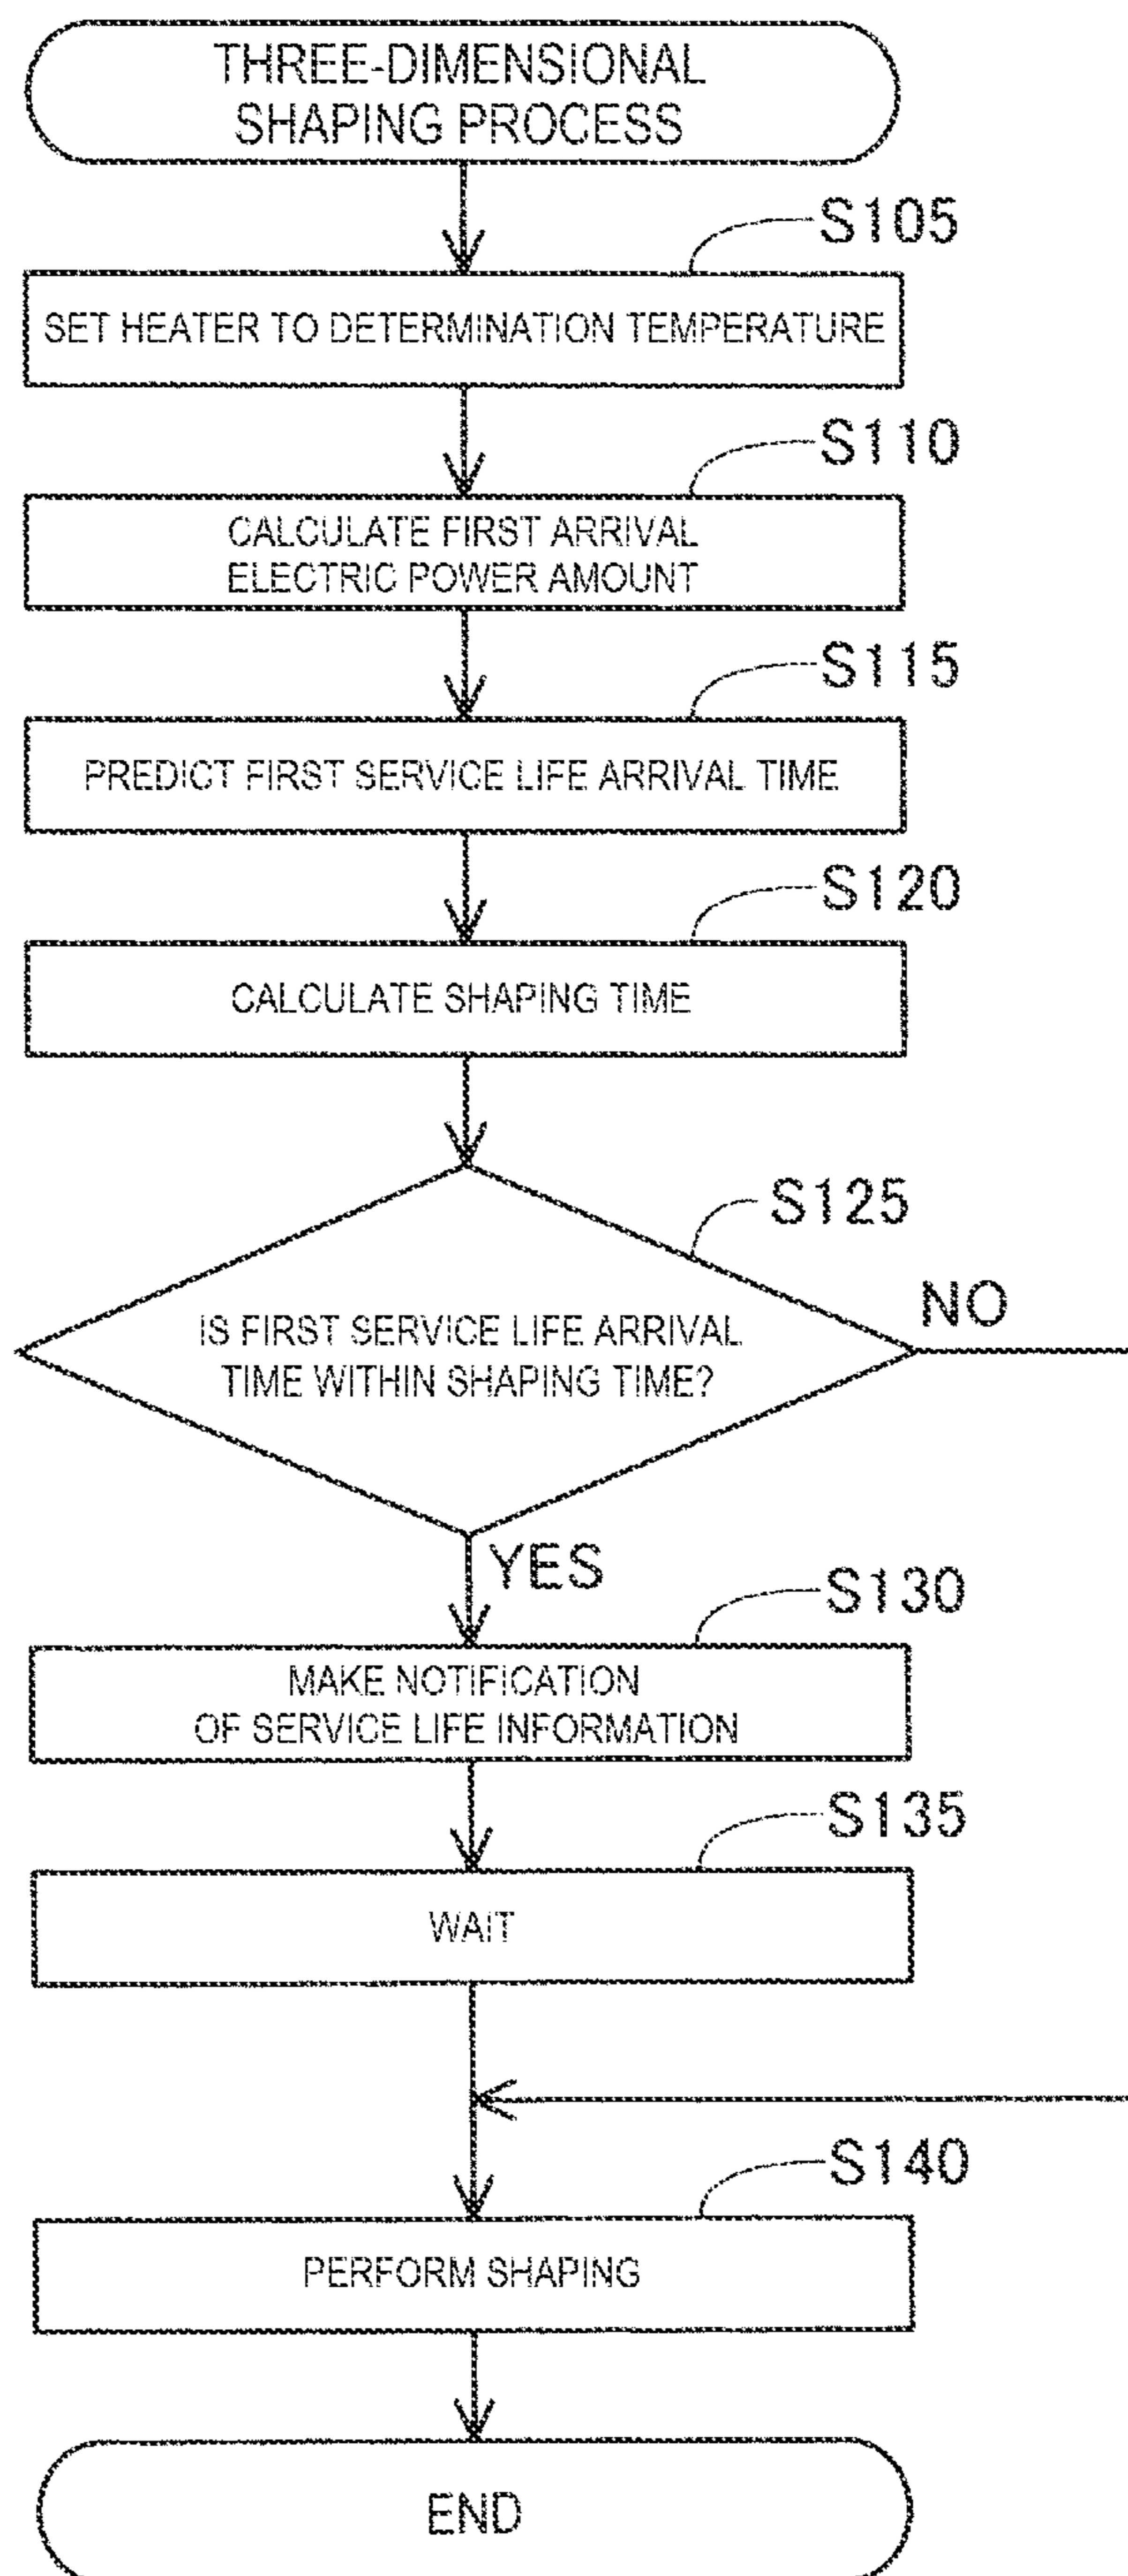 THREE-DIMENSIONAL
SHAPING PROCESS
S105
SET HEATER TO DETERMINATION TEMPERATURE
S110
CALCULATE FIRST ARRIVAL
ELECTRIC POWER AMOUNT
S115
PREDICT FIRST SERVICE LIFE ARRIVAL TIME
S120
CALCULATE SHAPING TIME
S125
NO
IS FIRST SERVICE LIFE ARRIVAL
TIME WITHIN SHAPING TIME?
YES
S130
MAKE NOTIFICATION
OF SERVICE LIFE INFORMATION
S135
WAIT
S140
PERFORM SHAPING
END